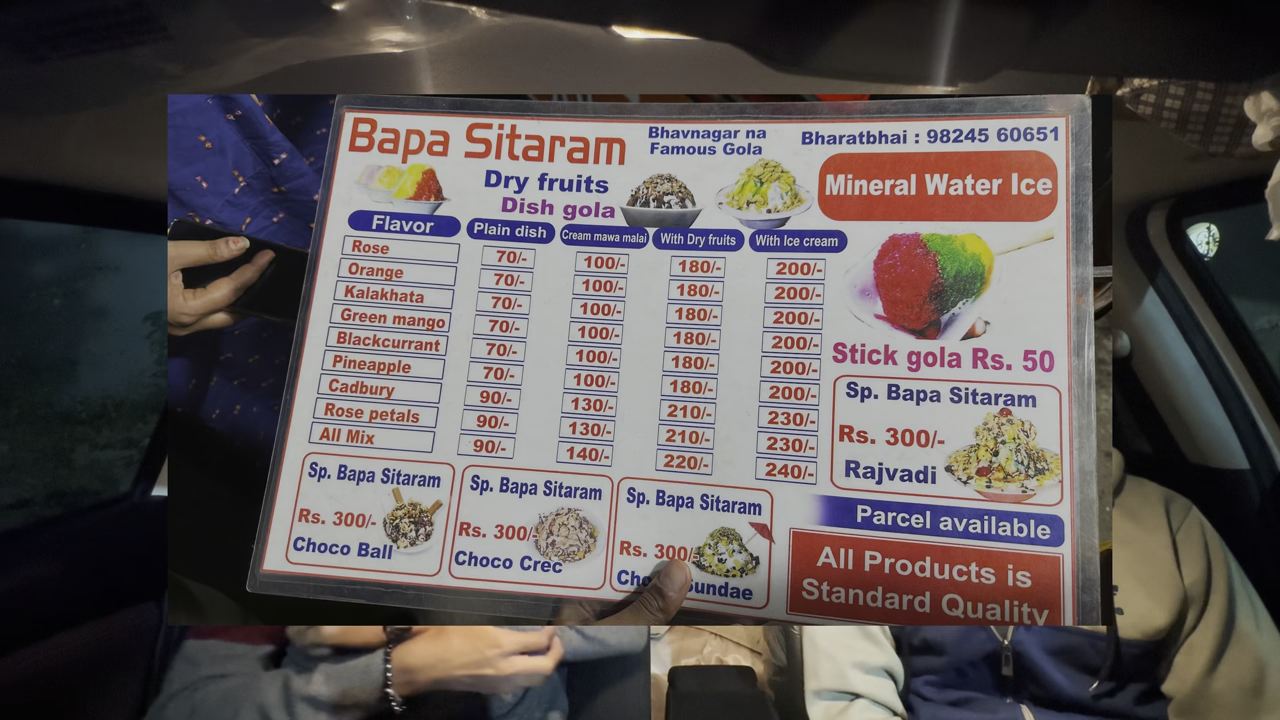 Bapa Sitaram
Bhavnagar na
Famous Gola
Bharatbhai : 98245 60651
Dry fruits
Dish gola
Mineral Water Ice
Flavor Plain dish Cream mawa malai With Dry fruits With Ice cream
Rose 70/- 100/- 180/- 200/-
Orange 70/- 100/- 180/- 200/-
Kalakhata 70/- 100/- 180/- 200/-
Green mango 70/- 100/- 180/- 200/-
Blackcurrant 70/- 100/- 180/- 200/-
Pineapple 70/- 100/- 180/- 200/-
Cadbury 90/- 130/- 210/- 230/-
Rose petals 90/- 130/- 210/- 230/-
All Mix 90/- 140/- 220/- 240/-
Stick gola Rs. 50
Sp. Bapa Sitaram
Rs. 300/-
Rajvadi
Sp. Bapa Sitaram
Rs. 300/-
Choco Ball
Sp. Bapa Sitaram
Rs. 300/-
Choco Crec
Sp. Bapa Sitaram
Rs. 300/-
Parcel available
All Products is
Standard Quality